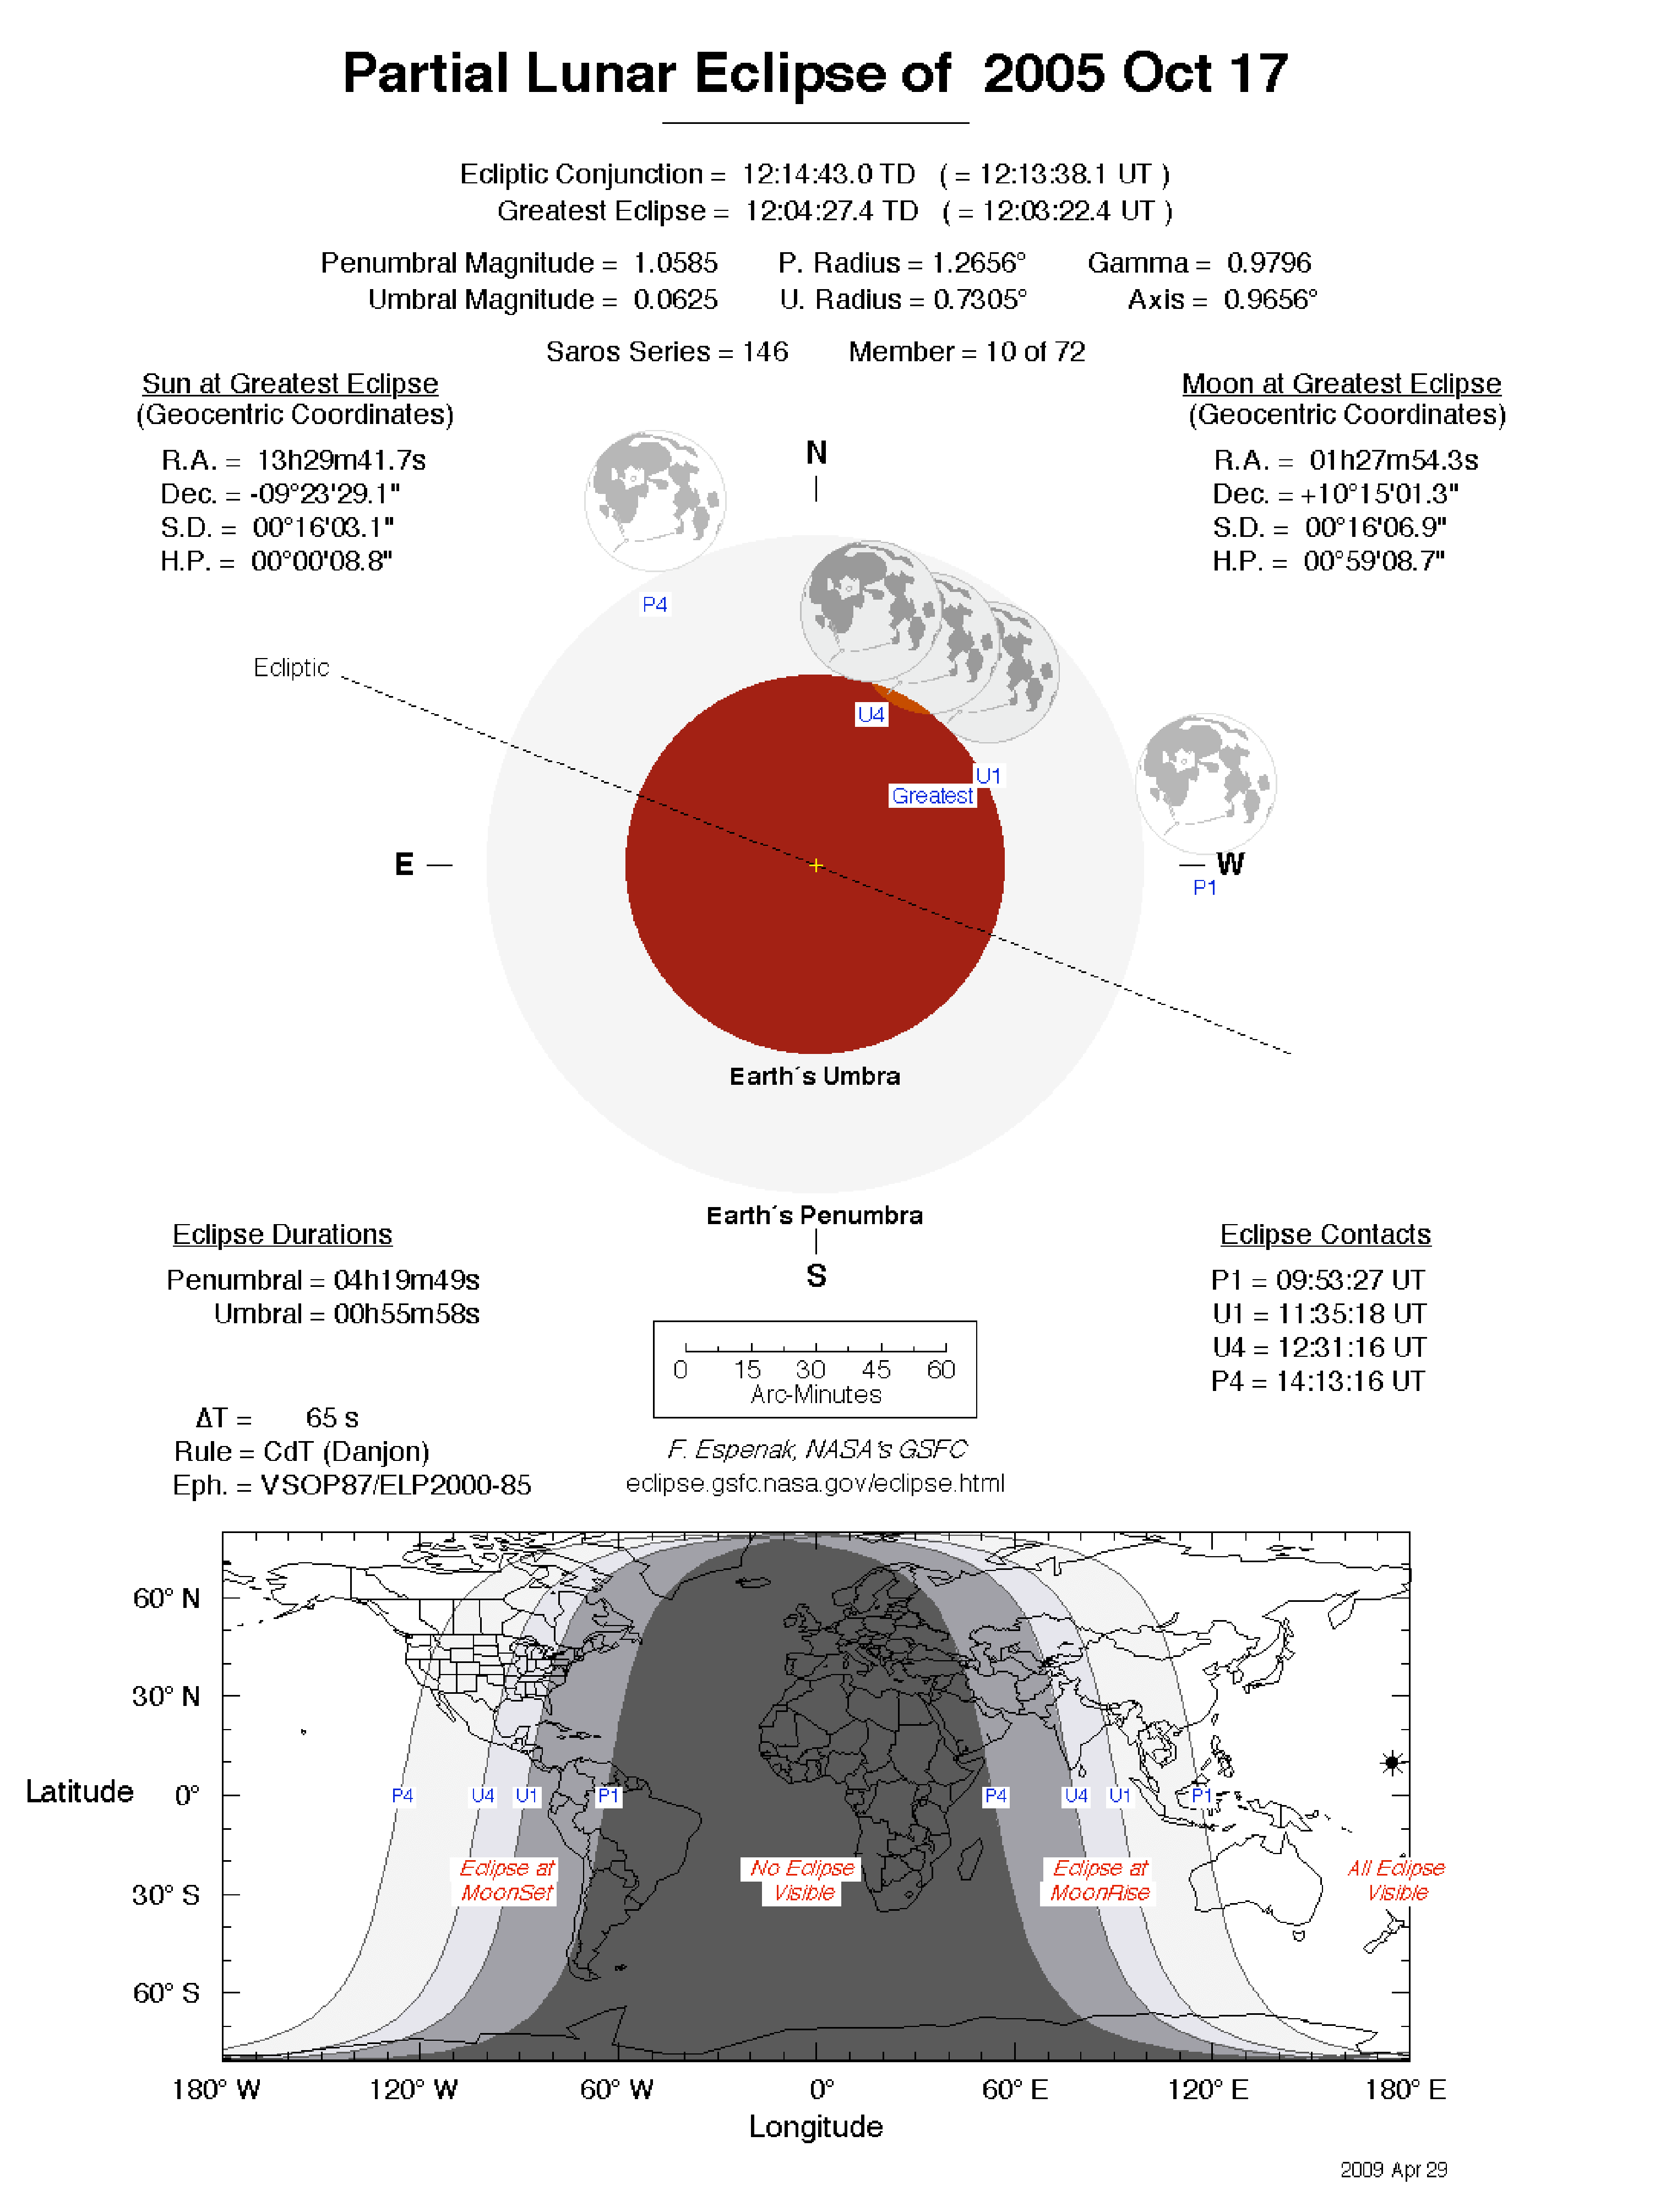 Partial Lunar Eclipse of  2005 Oct 17
Ecliptic Conjunction =  12:14:43.0 TD   ( = 12:13:38.1 UT )
Greatest Eclipse =  12:04:27.4 TD   ( = 12:03:22.4 UT )
Penumbral Magnitude =  1.0585   P. Radius = 1.2656°   Gamma =  0.9796
Umbral Magnitude =  0.0625   U. Radius = 0.7305°   Axis =  0.9656°
Saros Series = 146   Member = 10 of 72
Sun at Greatest Eclipse
(Geocentric Coordinates)
R.A. =  13h29m41.7s
Dec. = -09°23'29.1"
S.D. =  00°16'03.1"
H.P. =  00°00'08.8"
Moon at Greatest Eclipse
(Geocentric Coordinates)
R.A. =  01h27m54.3s
Dec. = +10°15'01.3"
S.D. =  00°16'06.9"
H.P. =  00°59'08.7"
N
P4
Ecliptic
U4
U1
Greatest
E
W
P1
Earth´s Umbra
Earth´s Penumbra
S
Eclipse Durations
Penumbral = 04h19m49s
Umbral = 00h55m58s
Eclipse Contacts
P1 = 09:53:27 UT
U1 = 11:35:18 UT
U4 = 12:31:16 UT
P4 = 14:13:16 UT
0 15 30 45 60
Arc-Minutes
ΔT =   65 s
Rule = CdT (Danjon)
Eph. = VSOP87/ELP2000-85
F. Espenak, NASA's GSFC
eclipse.gsfc.nasa.gov/eclipse.html
60° N
30° N
Latitude 0°
30° S
60° S
P4 U4 U1 P1 P4 U4 U1 P1
Eclipse at
MoonSet
No Eclipse
Visible
Eclipse at
MoonRise
All Eclipse
Visible
180° W 120° W 60° W 0° 60° E 120° E 180° E
Longitude
2009 Apr 29